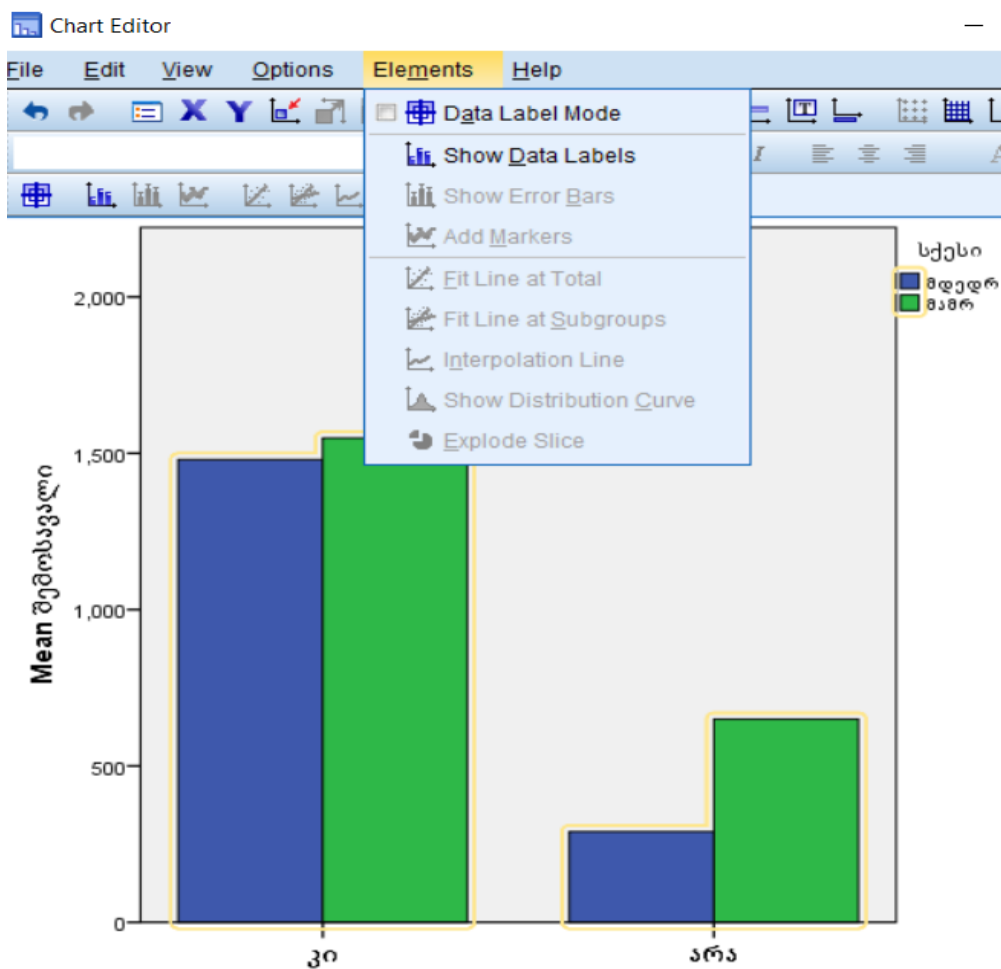 Chart Editor
File Edit View Options Elements Help
Data Label Mode
Show Data Labels
Show Error Bars
Add Markers
Fit Line at Total
Fit Line at Subgroups
Interpolation Line
Show Distribution Curve
Explode Slice
სქესი
მდედრ
მამრ
2,000
1,500
1,000
500
0
Mean შემოსავალი
კი
არა